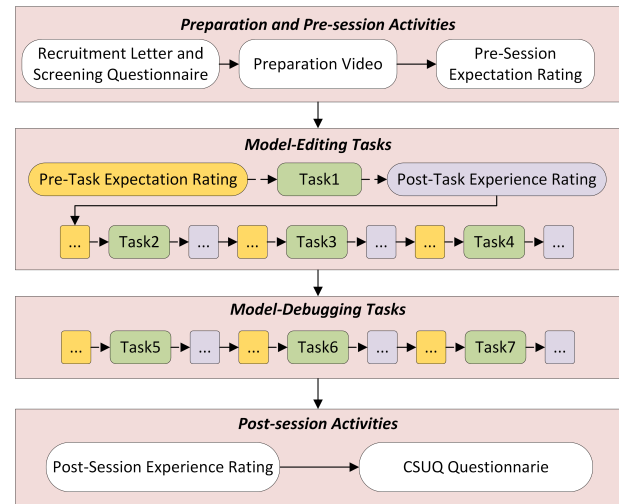 Preparation and Pre-session Activities
Recruitment Letter and
Screening Questionnaire
Preparation Video
Pre-Session
Expectation Rating
Model-Editing Tasks
Pre-Task Expectation Rating
Task1
Post-Task Experience Rating
... Task2 ... ... Task3 ... ... Task4 ...
Model-Debugging Tasks
... Task5 ... ... Task6 ... ... Task7 ...
Post-session Activities
Post-Session Experience Rating
CSUQ Questionnarie